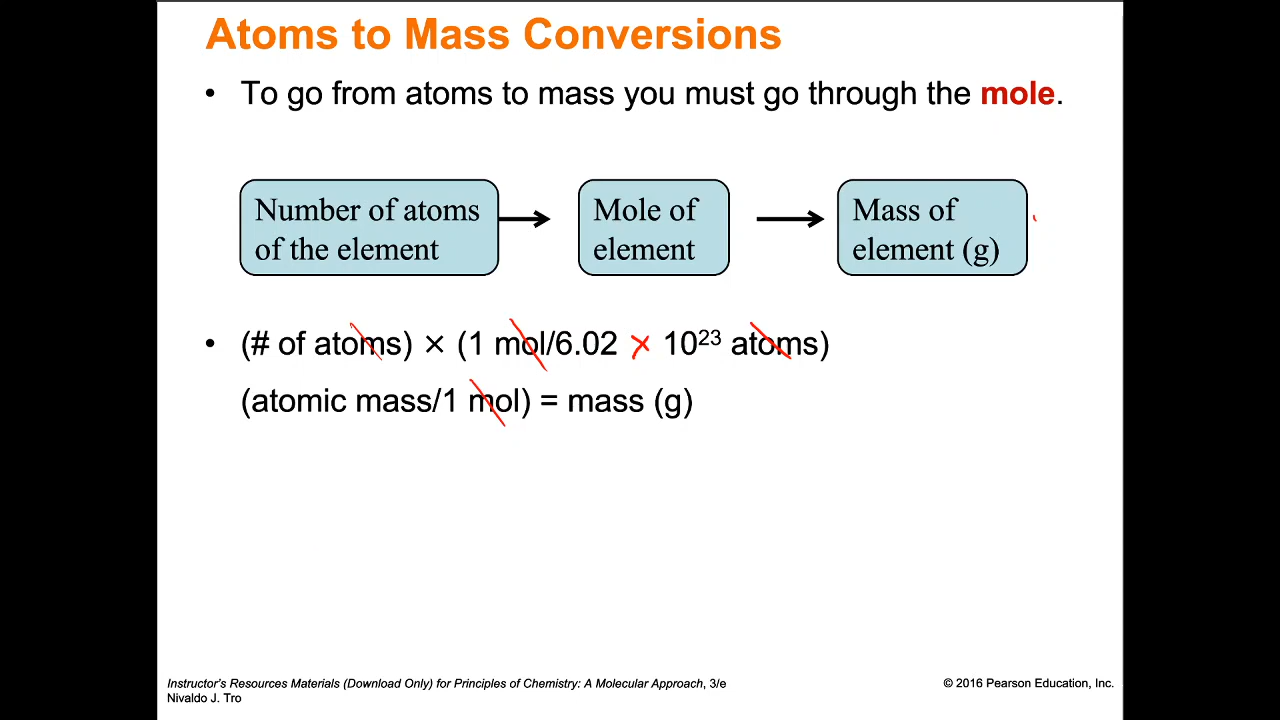 Atoms to Mass Conversions
• To go from atoms to mass you must go through the mole.
Number of atoms
of the element
Mole of
element
Mass of
element (g)
• (# of atoms) × (1 mol/6.02 × 10²³ atoms)
(atomic mass/1 mol) = mass (g)
Instructor's Resources Materials (Download Only) for Principles of Chemistry: A Molecular Approach, 3/e
Nivaldo J. Tro
© 2016 Pearson Education, Inc.